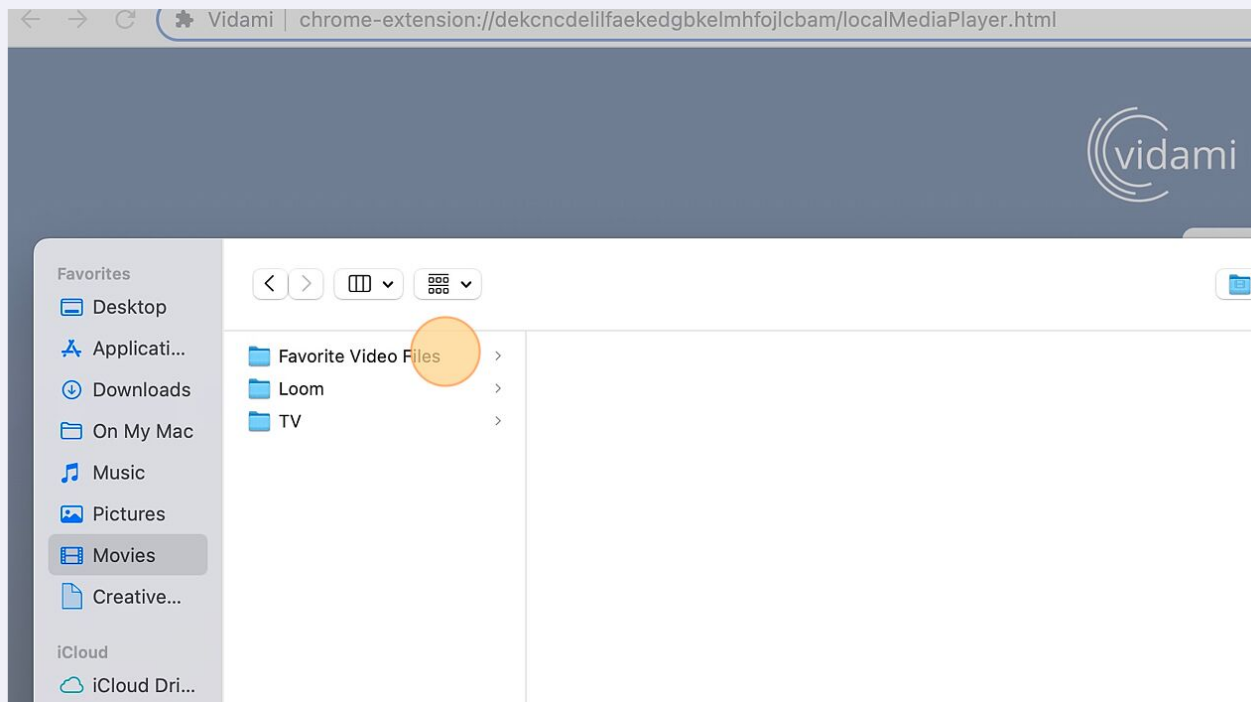 Vidami chrome-extension://dekcncdelilfaekedgbkelmhfojlcbam/localMediaPlayer.html
vidami
Favorites
Desktop
Applicati...
Downloads
On My Mac
Music
Pictures
Movies
Creative...
iCloud
iCloud Dri...
Favorite Video Files
Loom
TV